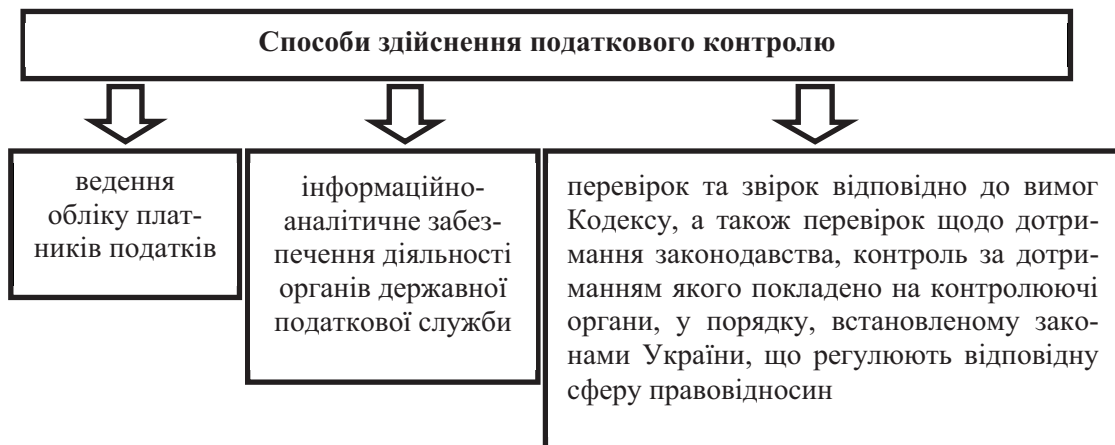 Способи здійснення податкового контролю
ведення
обліку плат-
ників податків
інформаційно-
аналітичне забез-
печення діяльності
органів державної
податкової служби
перевірок та звірок відповідно до вимог
Кодексу, а також перевірок щодо дотри-
мання законодавства, контроль за дотри-
манням якого покладено на контролюючі
органи, у порядку, встановленому зако-
нами України, що регулюють відповідну
сферу правовідносин